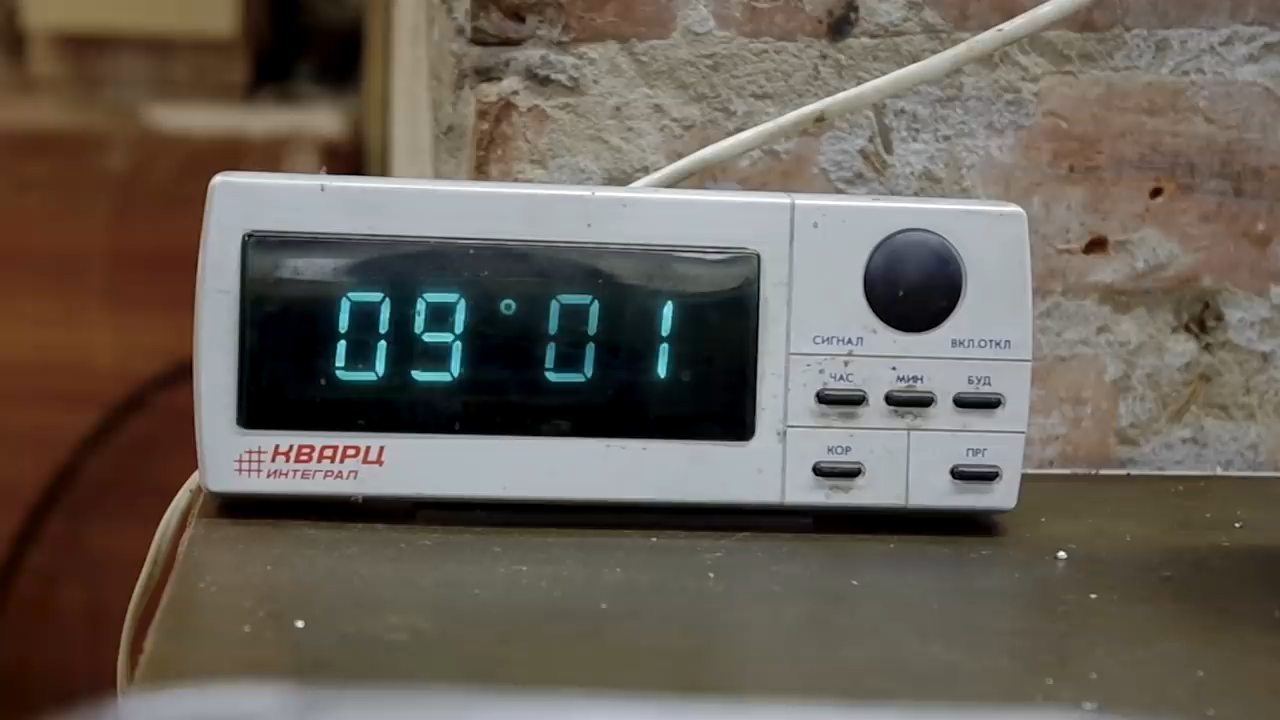 09°01
СИГНАЛ ВКЛ.ОТКЛ
ЧАС МИН БУД
КОР ПРГ
КВАРЦ
ИНТЕГРАЛ